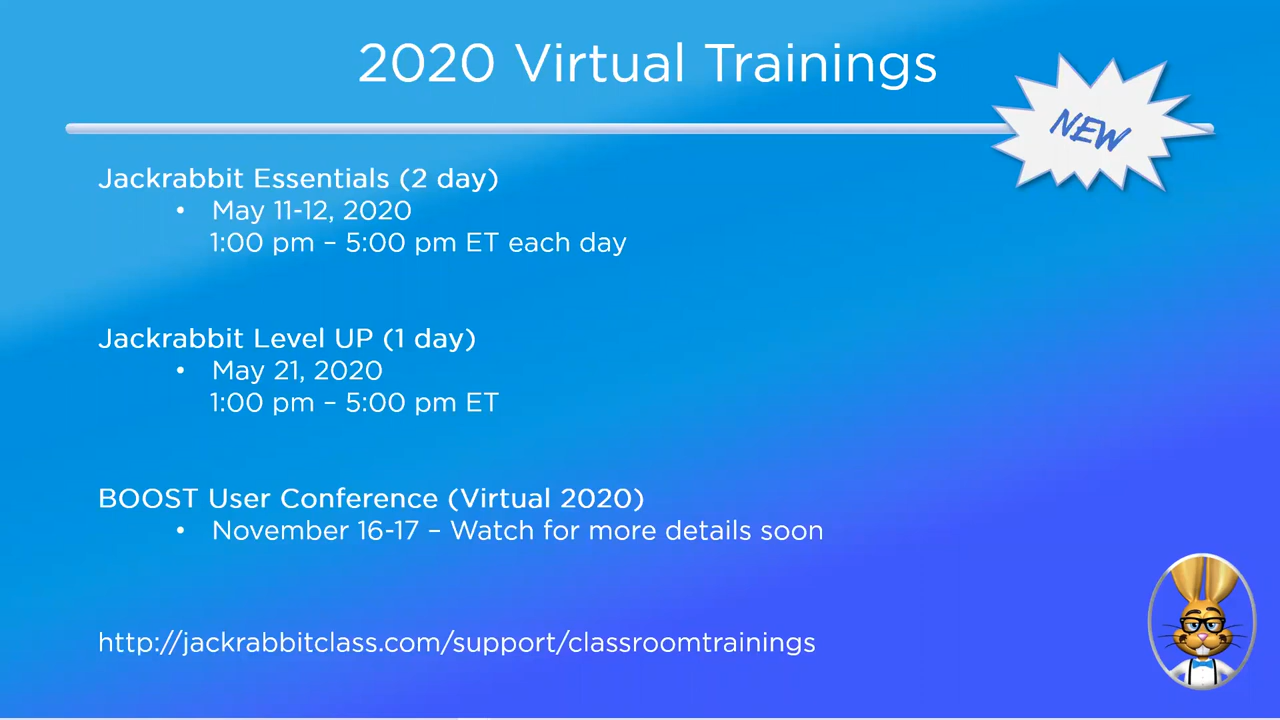 2020 Virtual Trainings
NEW
Jackrabbit Essentials (2 day)
• May 11-12, 2020
1:00 pm – 5:00 pm ET each day
Jackrabbit Level UP (1 day)
• May 21, 2020
1:00 pm – 5:00 pm ET
BOOST User Conference (Virtual 2020)
• November 16-17 – Watch for more details soon
http://jackrabbitclass.com/support/classroomtrainings